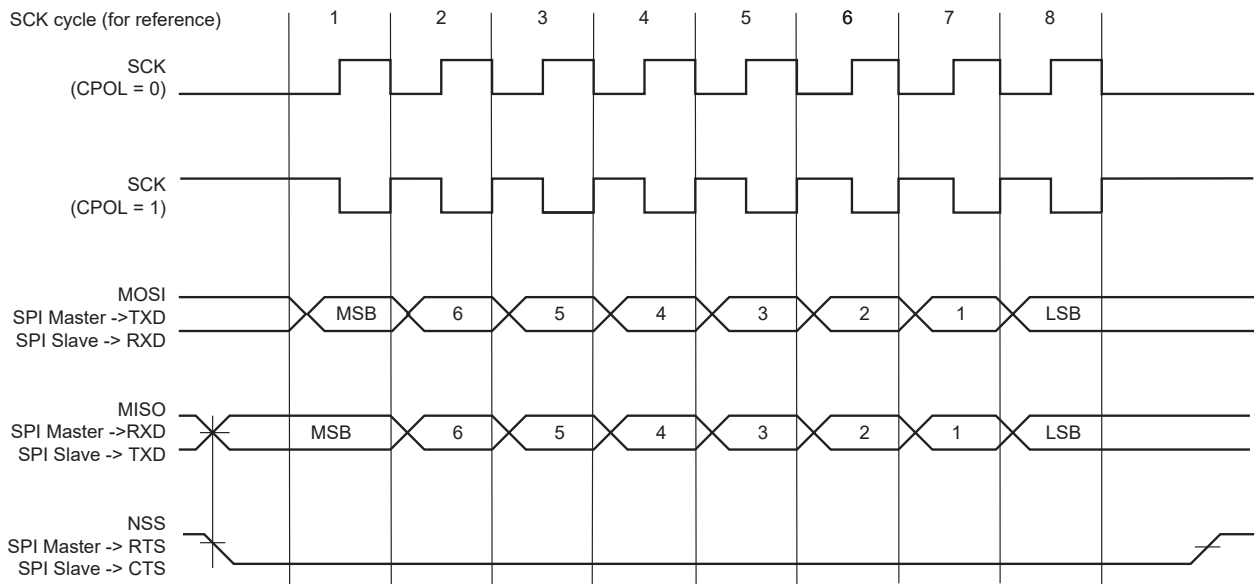 SCK cycle (for reference) 1 2 3 4 5 6 7 8
SCK
(CPOL = 0)
SCK
(CPOL = 1)
MOSI
SPI Master ->TXD
SPI Slave -> RXD
MSB 6 5 4 3 2 1 LSB
MISO
SPI Master ->RXD
SPI Slave -> TXD
MSB 6 5 4 3 2 1 LSB
NSS
SPI Master -> RTS
SPI Slave -> CTS